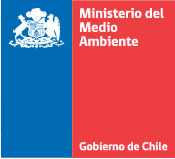 Ministerio del
Medio
Ambiente
Gobierno de Chile